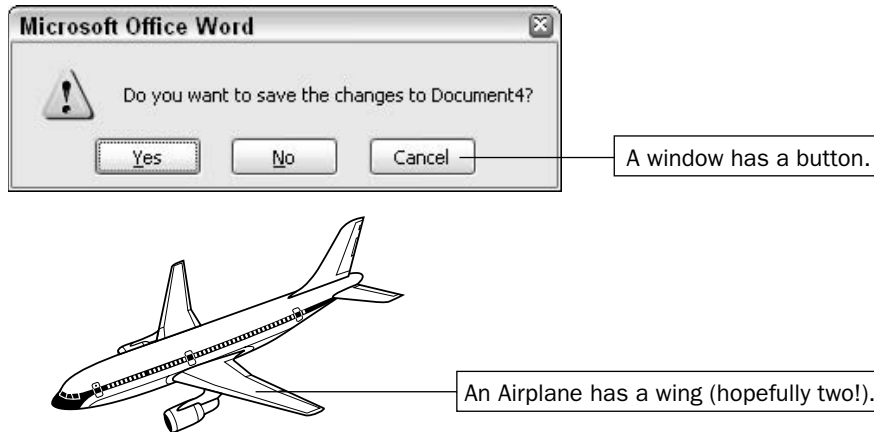 Microsoft Office Word
Do you want to save the changes to Document4?
Yes
No
Cancel
A window has a button.
An Airplane has a wing (hopefully two!).